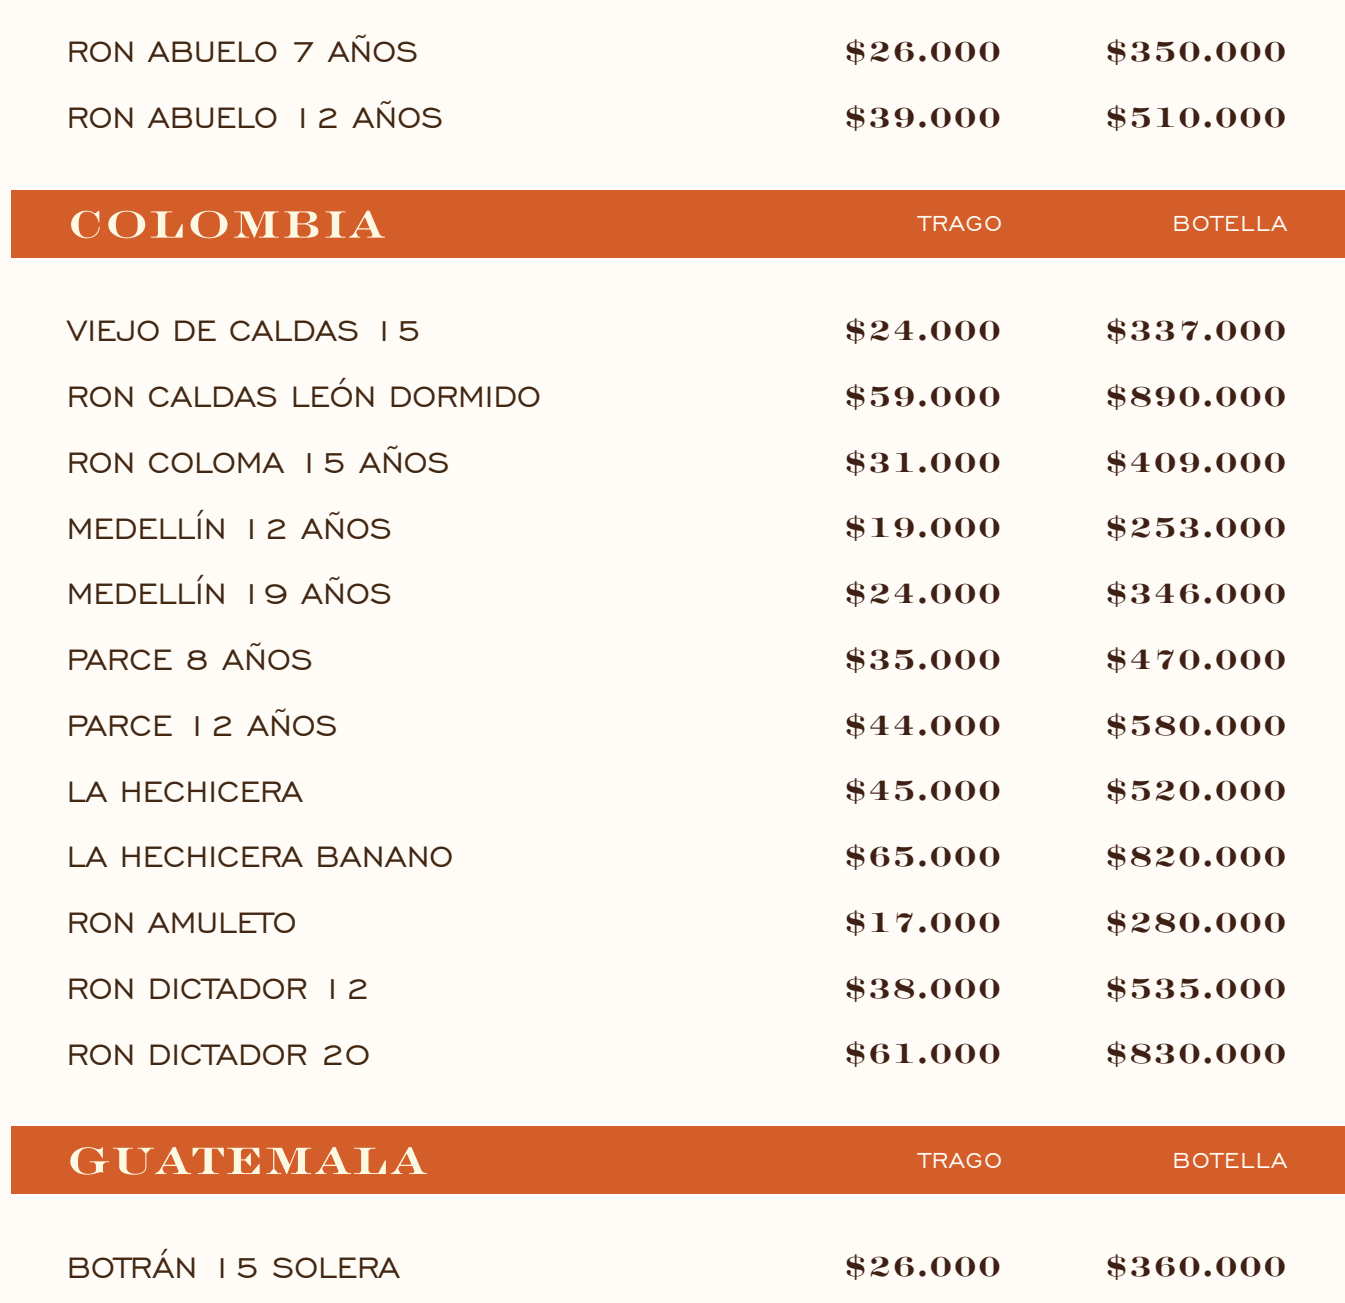 RON ABUELO 7 AÑOS $26.000 $350.000
RON ABUELO 12 AÑOS $39.000 $510.000
COLOMBIA TRAGO BOTELLA
VIEJO DE CALDAS 15 $24.000 $337.000
RON CALDAS LEÓN DORMIDO $59.000 $890.000
RON COLOMA 15 AÑOS $31.000 $409.000
MEDELLÍN 12 AÑOS $19.000 $253.000
MEDELLÍN 19 AÑOS $24.000 $346.000
PARCE 8 AÑOS $35.000 $470.000
PARCE 12 AÑOS $44.000 $580.000
LA HECHICERA $45.000 $520.000
LA HECHICERA BANANO $65.000 $820.000
RON AMULETO $17.000 $280.000
RON DICTADOR 12 $38.000 $535.000
RON DICTADOR 20 $61.000 $830.000
GUATEMALA TRAGO BOTELLA
BOTRÁN 15 SOLERA $26.000 $360.000